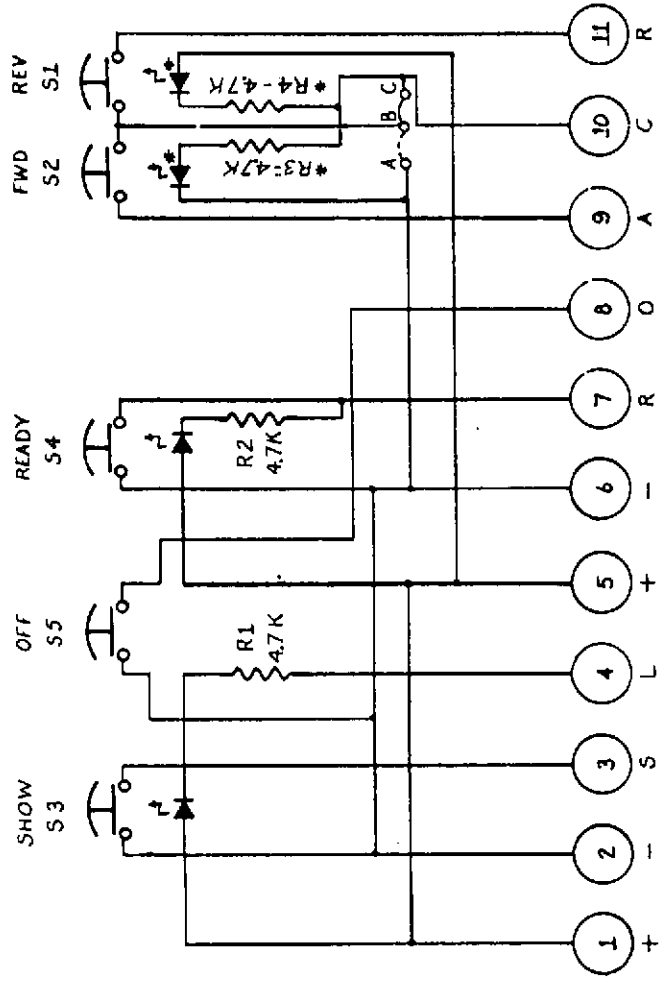 SHOW
S3
OFF
S5
READY
S4
FWD
S2
REV
S1
*
*
R1
4.7K
R2
4.7K
*R3-4.7K
*R4-4.7K
A
B
C
1
2
3
4
5
6
7
8
9
10
11
+
−
S
L
+
−
R
O
A
C
R